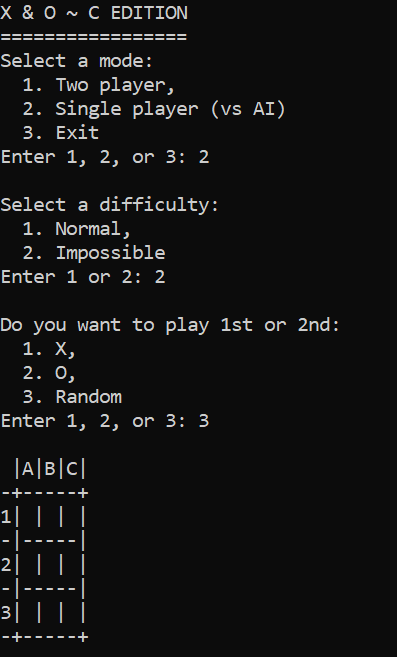 X & O ~ C EDITION
=================
Select a mode:
  1. Two player,
  2. Single player (vs AI)
  3. Exit
Enter 1, 2, or 3: 2

Select a difficulty:
  1. Normal,
  2. Impossible
Enter 1 or 2: 2

Do you want to play 1st or 2nd:
  1. X,
  2. O,
  3. Random
Enter 1, 2, or 3: 3

 |A|B|C|
-+-----+
1| | | |
-|-----|
2| | | |
-|-----|
3| | | |
-+-----+